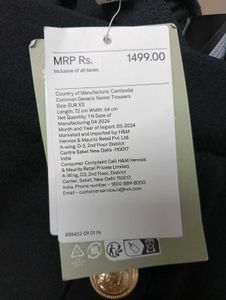 MRP Rs. 1499.00
Inclusive of all taxes
Country of Manufacture: Cambodia
Common Generic Name: Trousers
Size: EUR XS
Length: 72 cm Width: 64 cm
Net Quantity: 1 N Date of
Manufacturing 04-2024
Month and Year of Import: 05-2024
Marketed and Imported by: H&M
Hennes & Mauritz Retail Pvt Ltd.
A-wing, D-3, 2nd Floor District
Centre Saket New Delhi -110017
India
Consumer Complaint Cell: H&M Hennes
& Mauritz Retail Private Limited.
A-Wing, D3, 2nd Floor, District
Center, Saket, New Delhi 110017,
India. Phone number - 1800-889-8000
Email - customerservice.in@hm.com
888452 09 01 IN